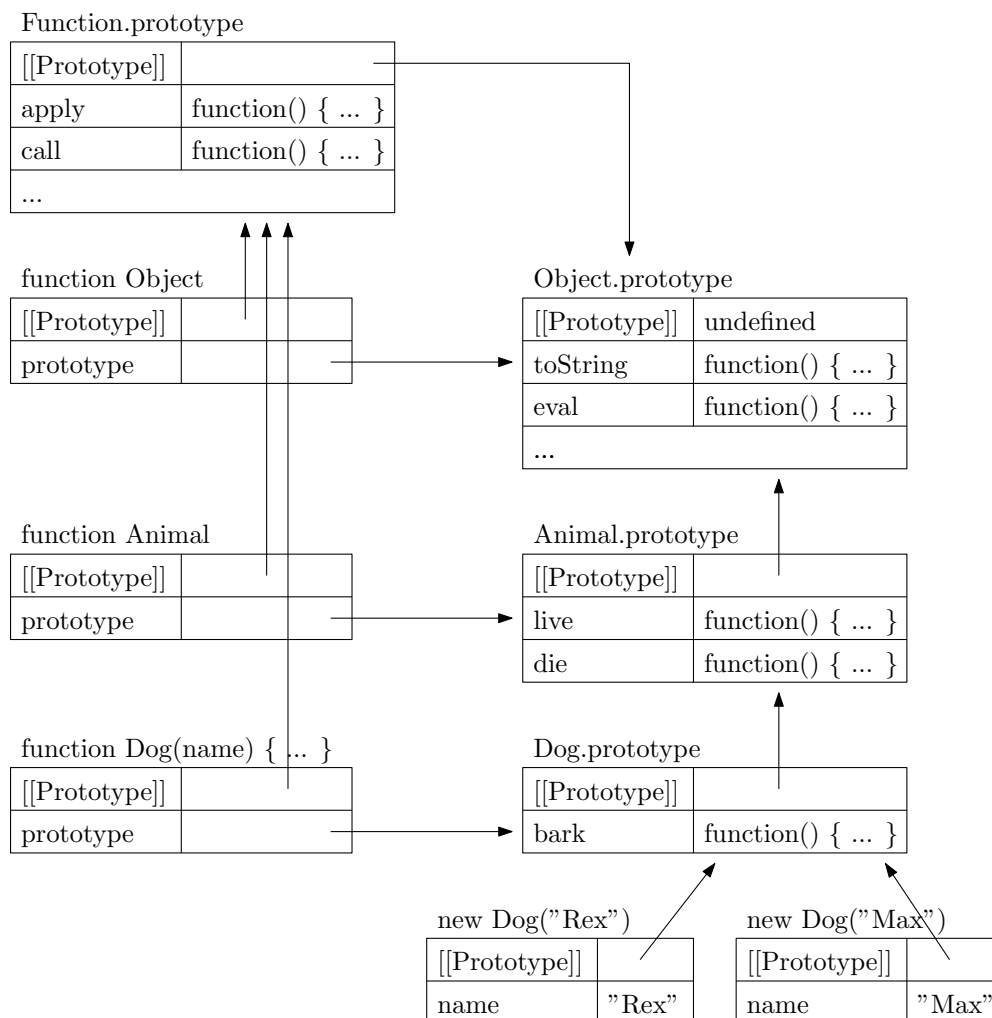 Function.prototype
[[Prototype]]
apply function() { ... }
call function() { ... }
...
function Object
[[Prototype]]
prototype
Object.prototype
[[Prototype]] undefined
toString function() { ... }
eval function() { ... }
...
function Animal
[[Prototype]]
prototype
Animal.prototype
[[Prototype]]
live function() { ... }
die function() { ... }
function Dog(name) { ... }
[[Prototype]]
prototype
Dog.prototype
[[Prototype]]
bark function() { ... }
new Dog("Rex")
[[Prototype]]
name "Rex"
new Dog("Max")
[[Prototype]]
name "Max"